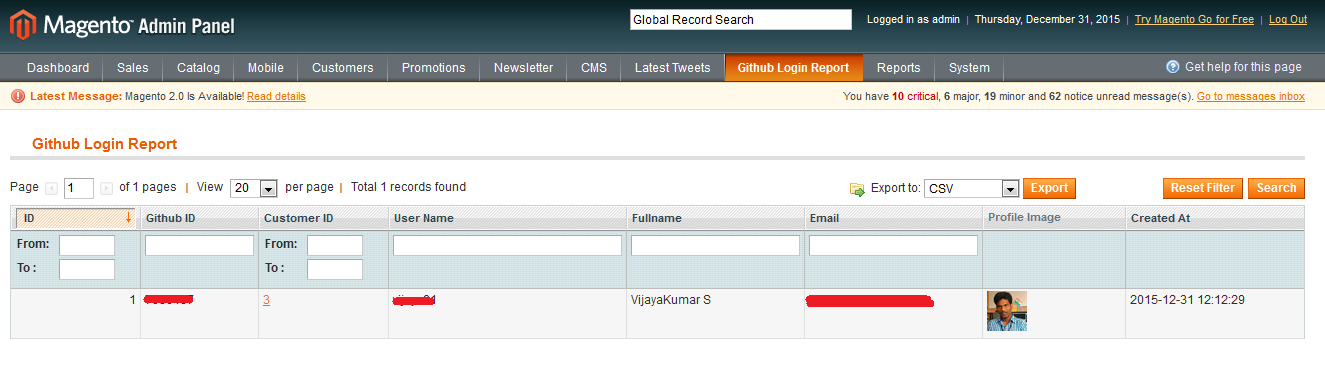 Magento™ Admin Panel Global Record Search Logged in as admin | Thursday, December 31, 2015 | Try Magento Go for Free | Log Out
Dashboard Sales Catalog Mobile Customers Promotions Newsletter CMS Latest Tweets Github Login Report Reports System Get help for this page
Latest Message: Magento 2.0 Is Available! Read details You have 10 critical, 6 major, 19 minor and 62 notice unread message(s). Go to messages inbox
Github Login Report
Page 1 of 1 pages | View 20 per page | Total 1 records found Export to: CSV Export Reset Filter Search
ID Github ID Customer ID User Name Fullname Email Profile Image Created At
From: From:
To : To :
1 3 VijayaKumar S 2015-12-31 12:12:29